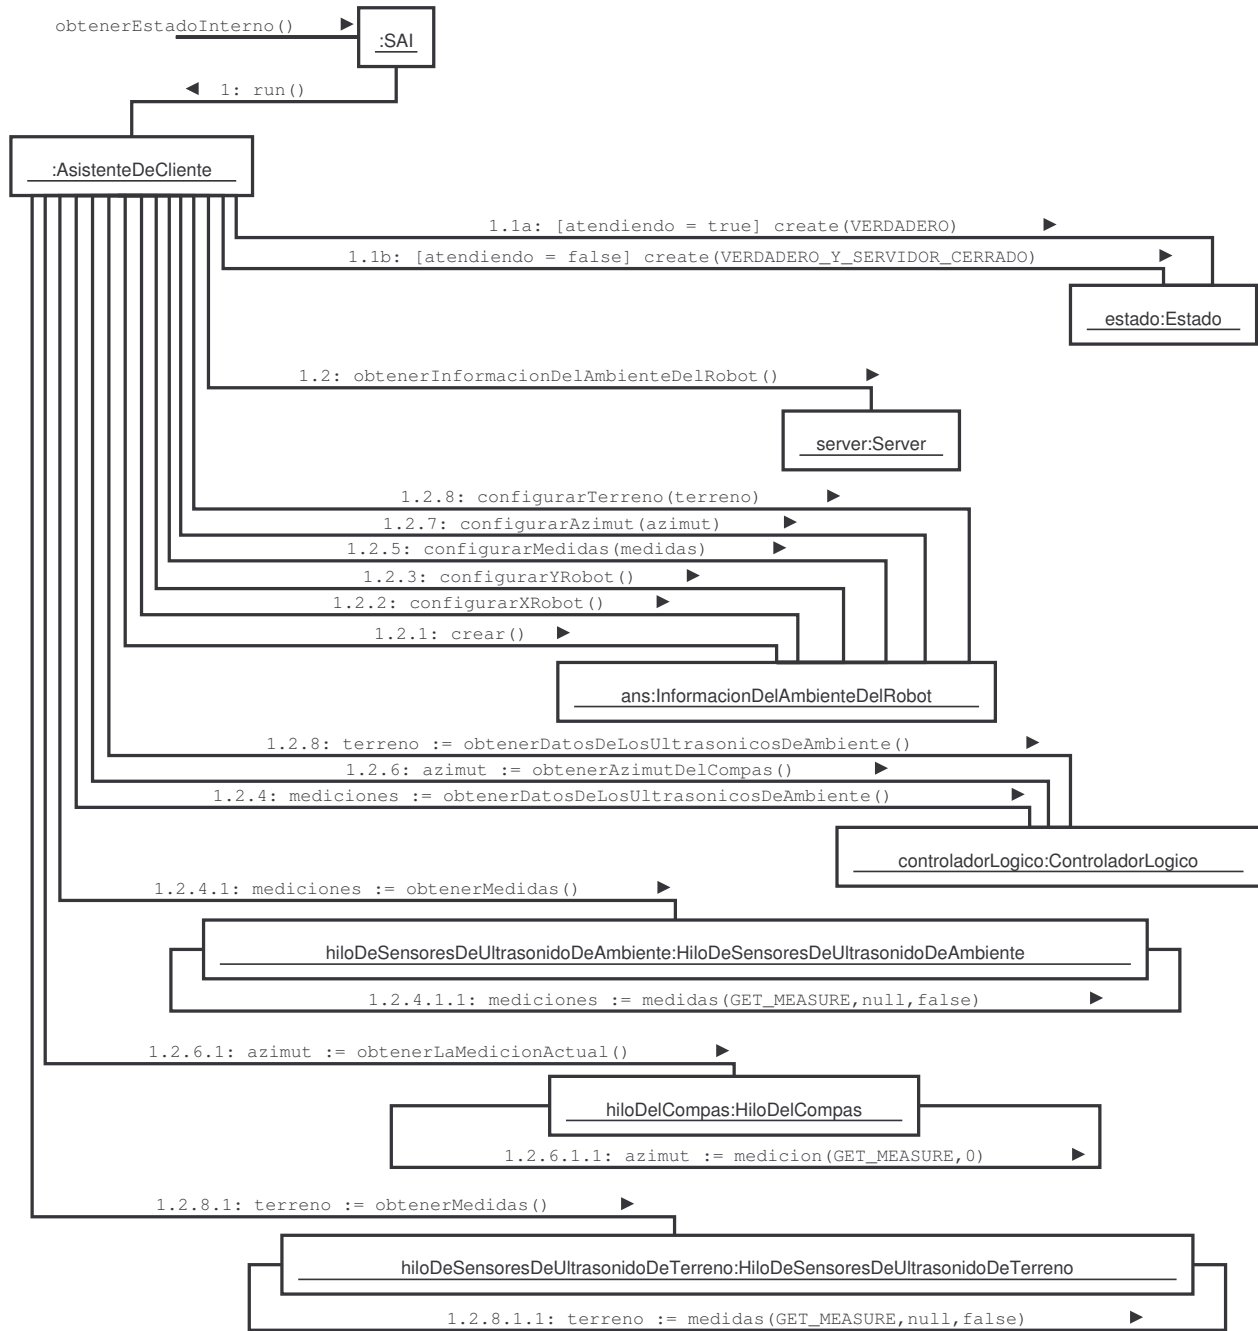 obtenerEstadoInterno()
:SAI
1: run()
:AsistenteDeCliente
1.1a: [atendiendo = true] create(VERDADERO)
1.1b: [atendiendo = false] create(VERDADERO_Y_SERVIDOR_CERRADO)
estado:Estado
1.2: obtenerInformacionDelAmbienteDelRobot()
server:Server
1.2.8: configurarTerreno(terreno)
1.2.7: configurarAzimut(azimut)
1.2.5: configurarMedidas(medidas)
1.2.3: configurarYRobot()
1.2.2: configurarXRobot()
1.2.1: crear()
ans:InformacionDelAmbienteDelRobot
1.2.8: terreno := obtenerDatosDeLosUltrasonicosDeAmbiente()
1.2.6: azimut := obtenerAzimutDelCompas()
1.2.4: mediciones := obtenerDatosDeLosUltrasonicosDeAmbiente()
controladorLogico:ControladorLogico
1.2.4.1: mediciones := obtenerMedidas()
hiloDeSensoresDeUltrasonidoDeAmbiente:HiloDeSensoresDeUltrasonidoDeAmbiente
1.2.4.1.1: mediciones := medidas(GET_MEASURE,null,false)
1.2.6.1: azimut := obtenerLaMedicionActual()
hiloDelCompas:HiloDelCompas
1.2.6.1.1: azimut := medicion(GET_MEASURE,0)
1.2.8.1: terreno := obtenerMedidas()
hiloDeSensoresDeUltrasonidoDeTerreno:HiloDeSensoresDeUltrasonidoDeTerreno
1.2.8.1.1: terreno := medidas(GET_MEASURE,null,false)